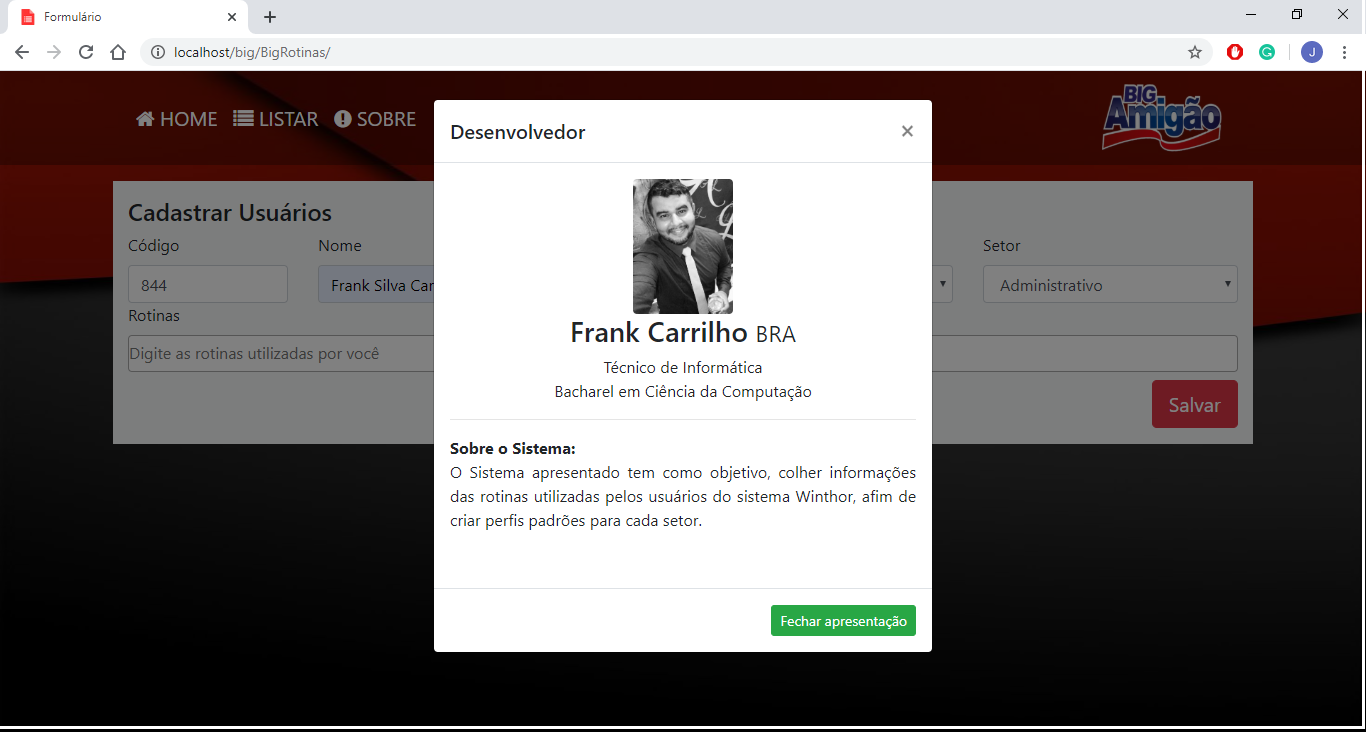 Formulário
localhost/big/BigRotinas/
J
HOME LISTAR SOBRE
BIG
Amigão
Desenvolvedor
×
Frank Carrilho BRA
Técnico de Informática
Bacharel em Ciência da Computação
Sobre o Sistema:
O Sistema apresentado tem como objetivo, colher informações
das rotinas utilizadas pelos usuários do sistema Winthor, afim de
criar perfis padrões para cada setor.
Fechar apresentação
Cadastrar Usuários
Código
Nome
Setor
844
Frank Silva Car
Administrativo
Rotinas
Digite as rotinas utilizadas por você
Salvar